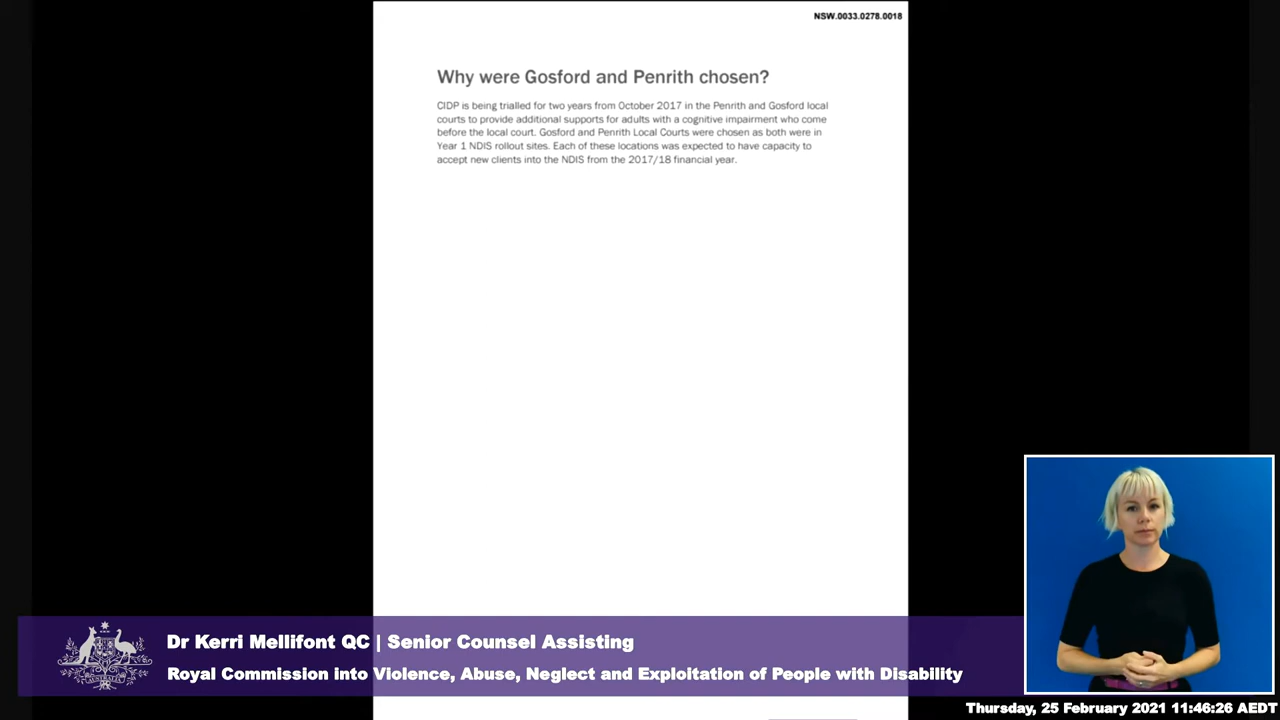 NSW.0033.0278.0018
Why were Gosford and Penrith chosen?
CIDP is being trialled for two years from October 2017 in the Penrith and Gosford local
courts to provide additional supports for adults with a cognitive impairment who come
before the local court. Gosford and Penrith Local Courts were chosen as both were in
Year 1 NDIS rollout sites. Each of these locations was expected to have capacity to
accept new clients into the NDIS from the 2017/18 financial year.
Dr Kerri Mellifont QC | Senior Counsel Assisting
Royal Commission into Violence, Abuse, Neglect and Exploitation of People with Disability
Thursday, 25 February 2021 11:46:26 AEDT